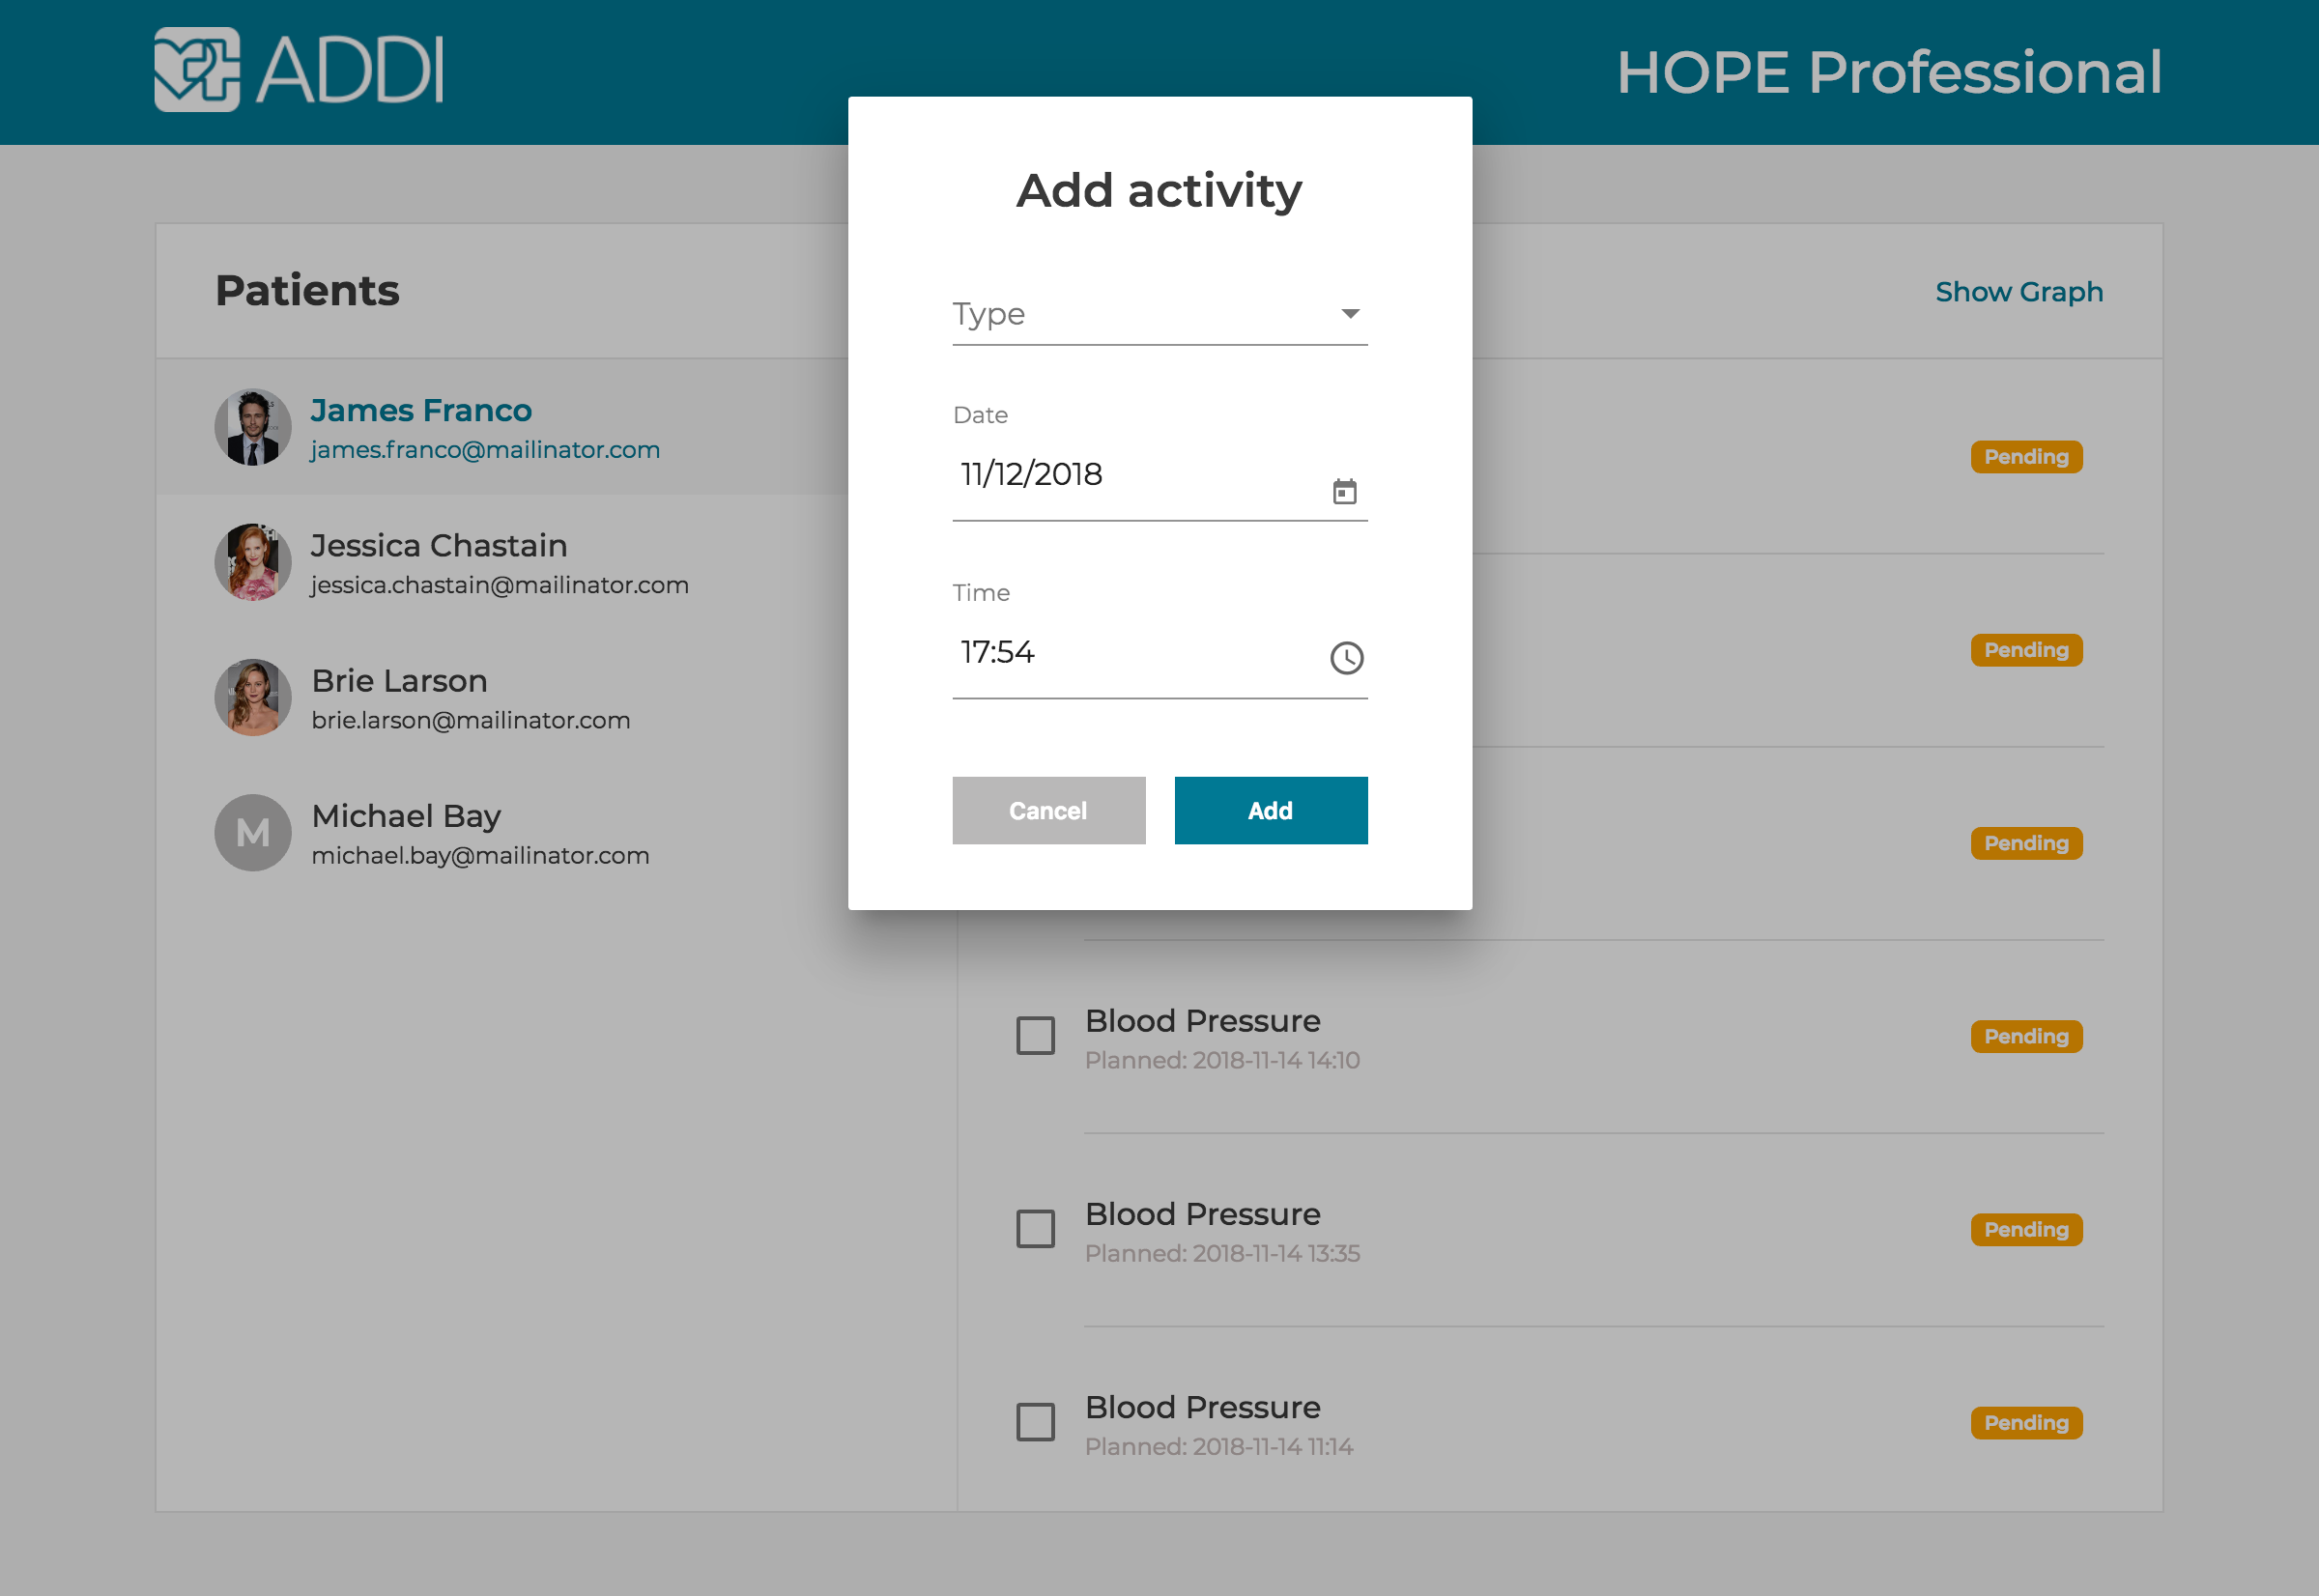 ADDI
HOPE Professional
Add activity
Type
Date
11/12/2018
Time
17:54
Cancel
Add
Patients
James Franco
james.franco@mailinator.com
Jessica Chastain
jessica.chastain@mailinator.com
Brie Larson
brie.larson@mailinator.com
M
Michael Bay
michael.bay@mailinator.com
Show Graph
Pending
Pending
Pending
Blood Pressure
Planned: 2018-11-14 14:10
Pending
Blood Pressure
Planned: 2018-11-14 13:35
Pending
Blood Pressure
Planned: 2018-11-14 11:14
Pending